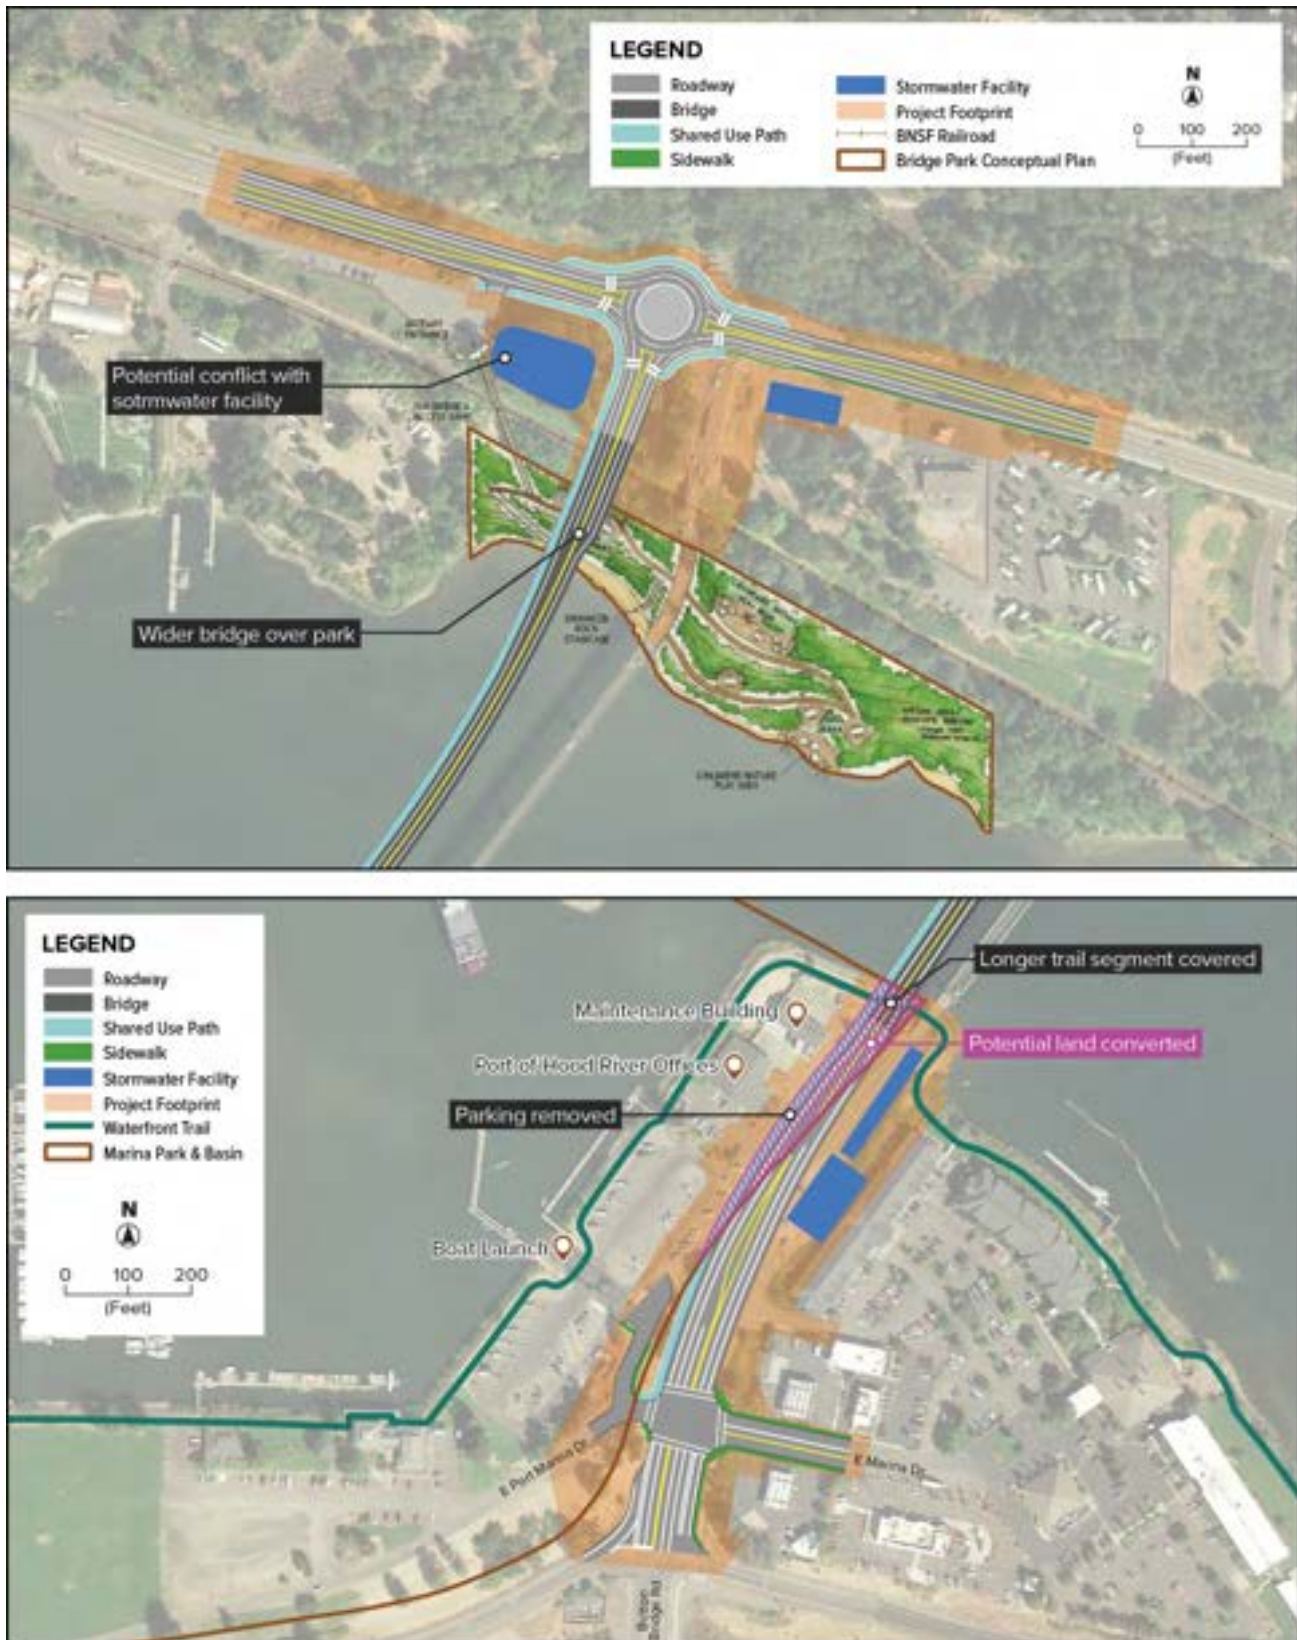 LEGEND
Roadway
Bridge
Shared Use Path
Sidewalk
Stormwater Facility
Project Footprint
BNSF Railroad
Bridge Park Conceptual Plan
N
0 100 200
(Feet)
Potential conflict with
sotrmwater facility
Wider bridge over park
LEGEND
Roadway
Bridge
Shared Use Path
Sidewalk
Stormwater Facility
Project Footprint
Waterfront Trail
Marina Park & Basin
N
0 100 200
(Feet)
Longer trail segment covered
Maintenance Building
Potential land converted
Port of Hood River Offices
Parking removed
Boat Launch
E Port Marina Dr
E Marina Dr
Button
Bridge Rd